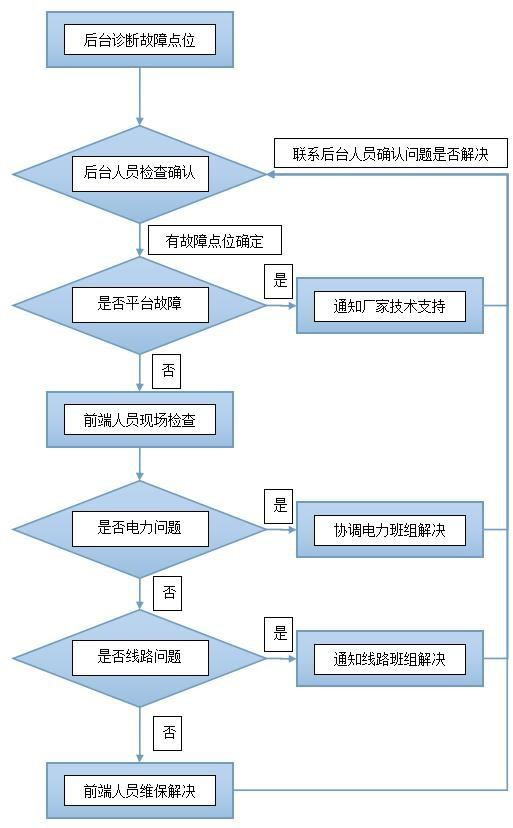 后台诊断故障点位
联系后台人员确认问题是否解决
后台人员检查确认
有故障点位确定
是
是否平台故障
通知厂家技术支持
否
前端人员现场检查
是
是否电力问题
协调电力班组解决
否
是
是否线路问题
通知线路班组解决
否
前端人员维保解决